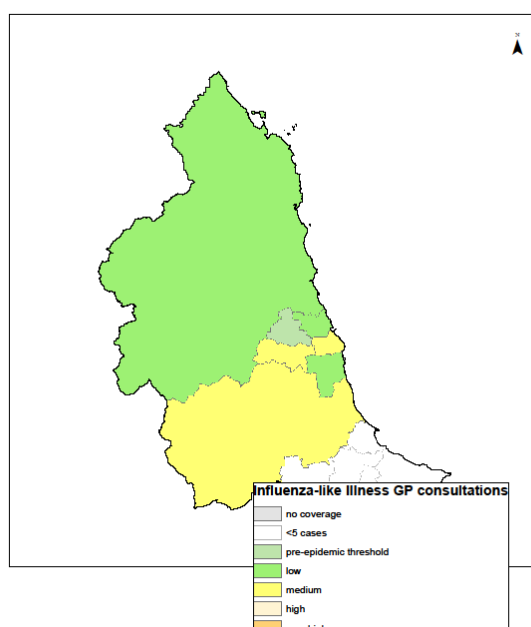 N
Influenza-like Illness GP consultations
no coverage
<5 cases
pre-epidemic threshold
low
medium
high